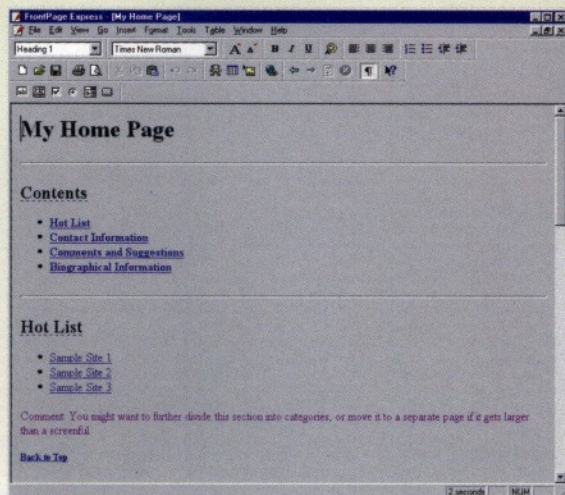 FrontPage Express - [My Home Page]
File Edit View Go Insert Format Tools Table Window Help
Heading 1 Times New Roman A A B I U
My Home Page
Contents
Hot List
Contact Information
Comments and Suggestions
Biographical Information
Hot List
Sample Site 1
Sample Site 2
Sample Site 3
Comment: You might want to further divide this section into categories, or move it to a separate page if it gets larger
than a screenful.
Back to Top
2 seconds NUM